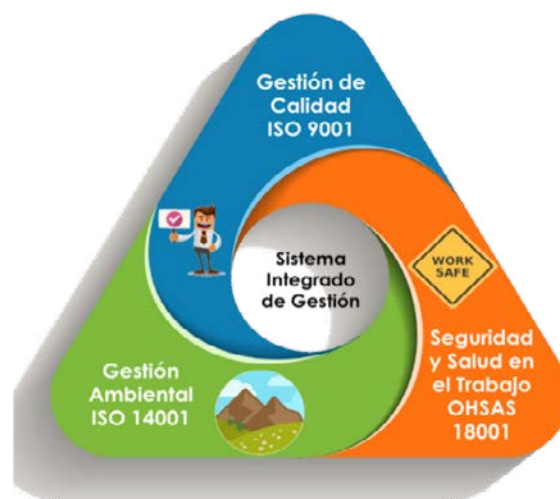 Gestión de
Calidad
ISO 9001
Sistema
Integrado
de Gestión
WORK
SAFE
Seguridad
y Salud en
el Trabajo
OHSAS
18001
Gestión
Ambiental
ISO 14001